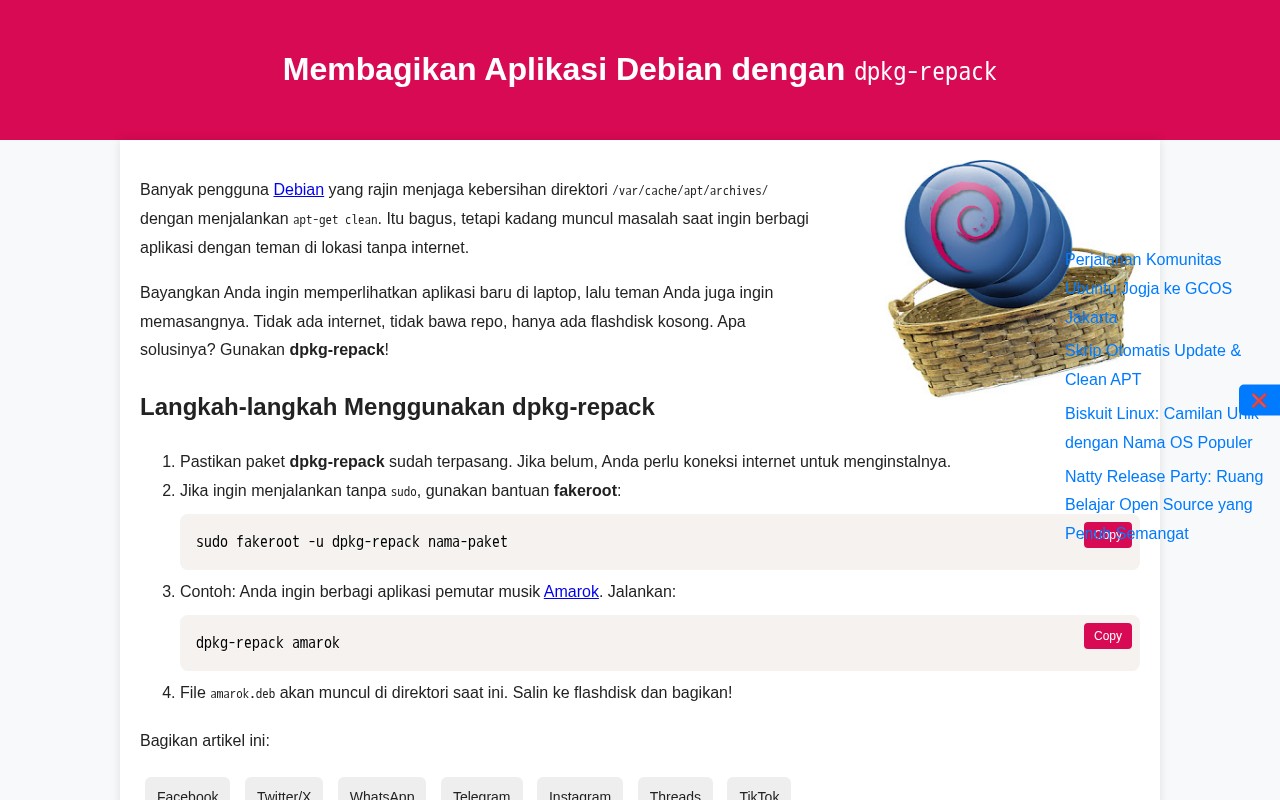 Membagikan Aplikasi Debian dengan dpkg-repack
Banyak pengguna Debian yang rajin menjaga kebersihan direktori /var/cache/apt/archives/
dengan menjalankan apt-get clean. Itu bagus, tetapi kadang muncul masalah saat ingin berbagi
aplikasi dengan teman di lokasi tanpa internet.
Bayangkan Anda ingin memperlihatkan aplikasi baru di laptop, lalu teman Anda juga ingin
memasangnya. Tidak ada internet, tidak bawa repo, hanya ada flashdisk kosong. Apa
solusinya? Gunakan dpkg-repack!
Langkah-langkah Menggunakan dpkg-repack
1. Pastikan paket dpkg-repack sudah terpasang. Jika belum, Anda perlu koneksi internet untuk menginstalnya.
2. Jika ingin menjalankan tanpa sudo, gunakan bantuan fakeroot:
sudo fakeroot -u dpkg-repack nama-paket
Copy
3. Contoh: Anda ingin berbagi aplikasi pemutar musik Amarok. Jalankan:
dpkg-repack amarok
Copy
4. File amarok.deb akan muncul di direktori saat ini. Salin ke flashdisk dan bagikan!
Bagikan artikel ini:
Facebook Twitter/X WhatsApp Telegram Instagram Threads TikTok
Perjalanan Komunitas
Ubuntu Jogja ke GCOS
Jakarta
Skrip Otomatis Update &
Clean APT
Biskuit Linux: Camilan Unik
dengan Nama OS Populer
Natty Release Party: Ruang
Belajar Open Source yang
Penuh Semangat